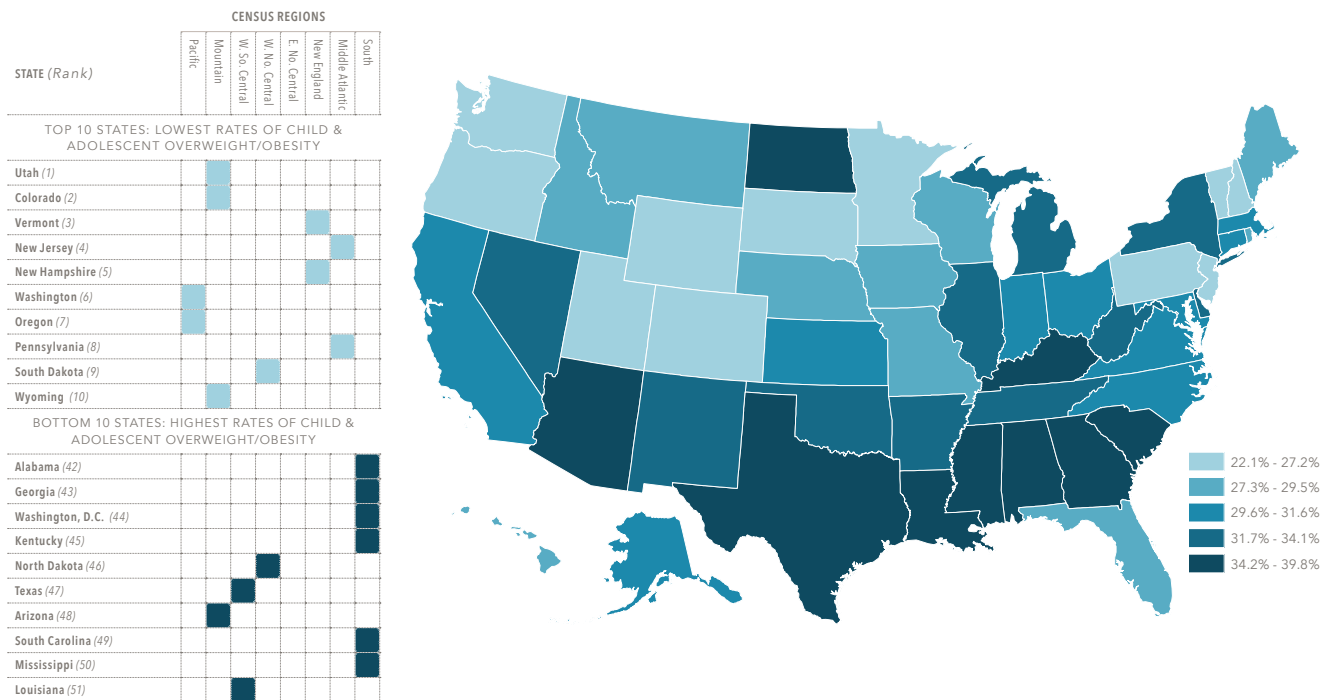 CENSUS REGIONS
STATE (Rank)
Pacific
Mountain
W. So. Central
W. No. Central
E. No. Central
New England
Middle Atlantic
South
TOP 10 STATES: LOWEST RATES OF CHILD &
ADOLESCENT OVERWEIGHT/OBESITY
Utah (1)
Colorado (2)
Vermont (3)
New Jersey (4)
New Hampshire (5)
Washington (6)
Oregon (7)
Pennsylvania (8)
South Dakota (9)
Wyoming (10)
BOTTOM 10 STATES: HIGHEST RATES OF CHILD &
ADOLESCENT OVERWEIGHT/OBESITY
Alabama (42)
Georgia (43)
Washington, D.C. (44)
Kentucky (45)
North Dakota (46)
Texas (47)
Arizona (48)
South Carolina (49)
Mississippi (50)
Louisiana (51)
22.1% - 27.2%
27.3% - 29.5%
29.6% - 31.6%
31.7% - 34.1%
34.2% - 39.8%